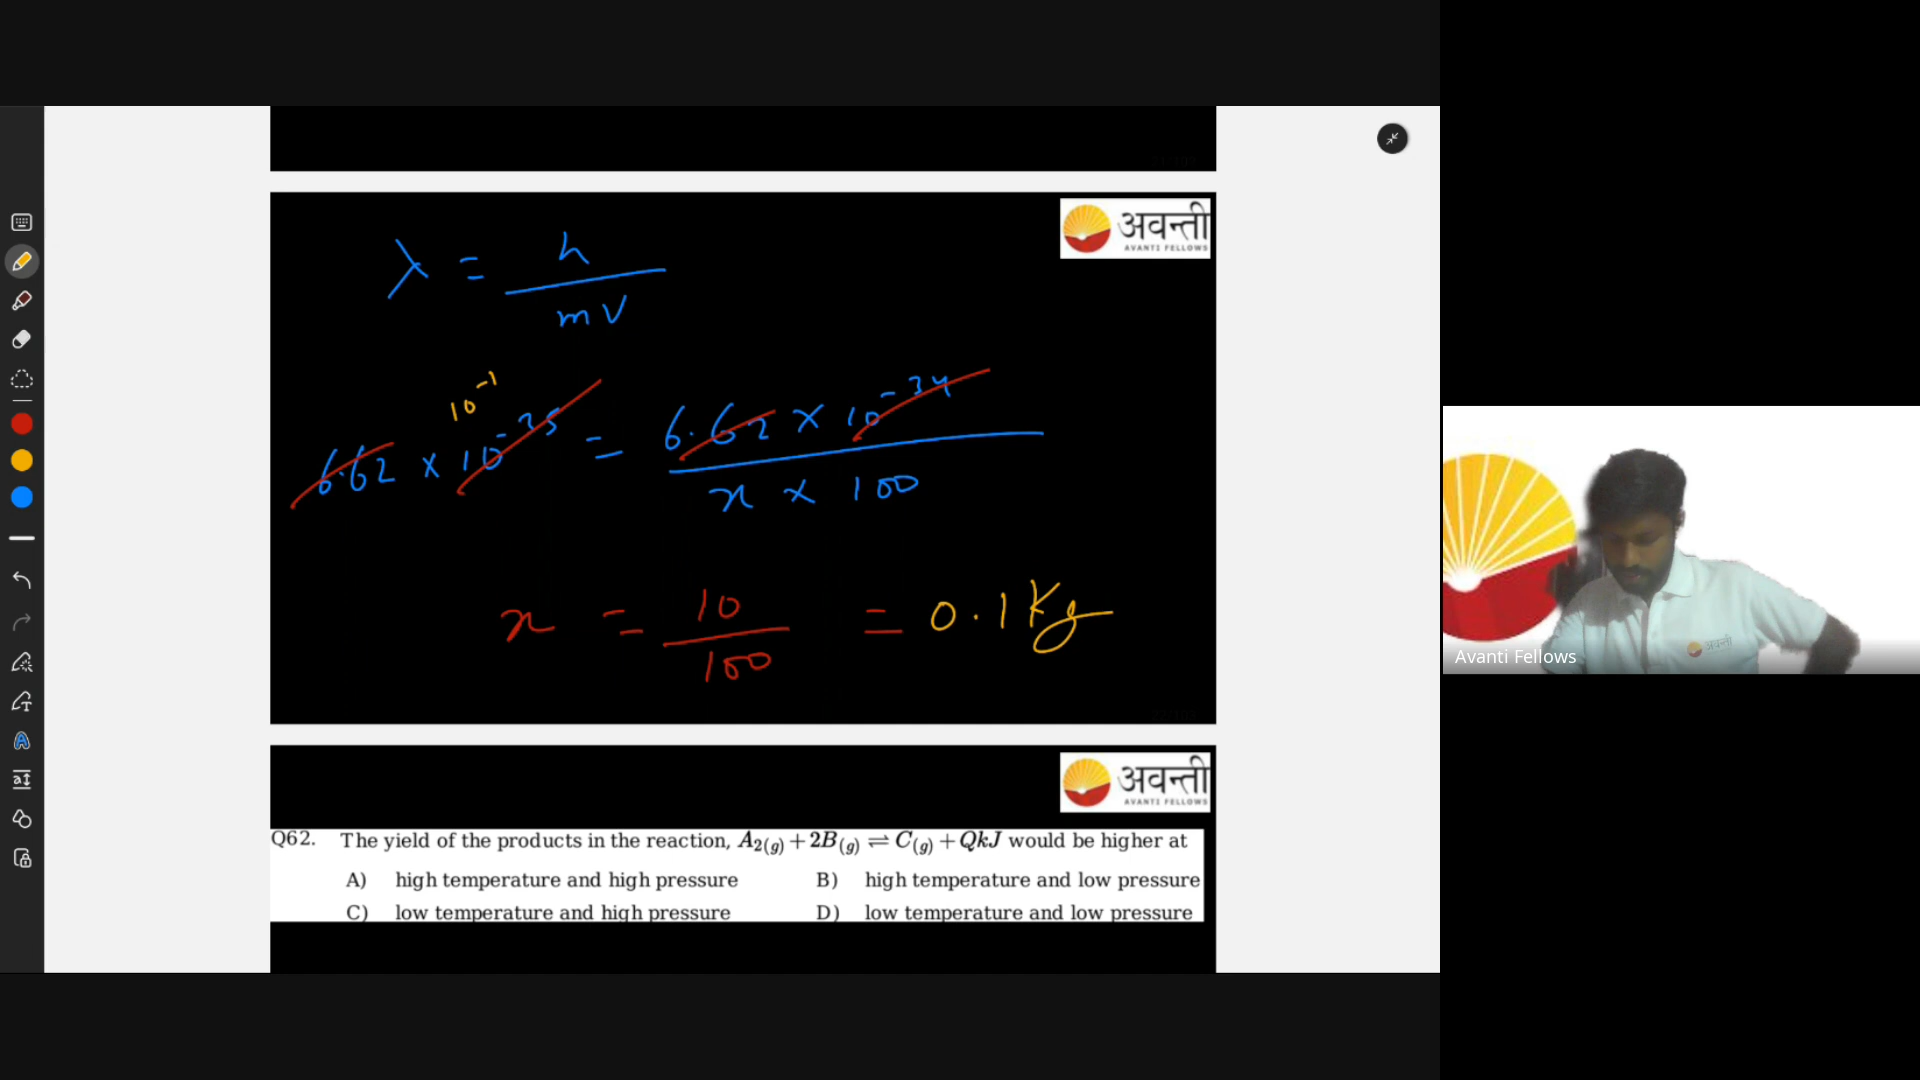 अवन्ती
AVANTI FELLOWS
λ = h / mv
10⁻¹
6.62 × 10⁻³⁵ = 6.62 × 10⁻³⁴ / x × 100
x = 10 / 100 = 0.1 Kg
अवन्ती
AVANTI FELLOWS
Q62. The yield of the products in the reaction, A₂(g) + 2B(g) ⇌ C(g) + QkJ would be higher at
A) high temperature and high pressure B) high temperature and low pressure
C) low temperature and high pressure D) low temperature and low pressure
अवन्ती
Avanti Fellows